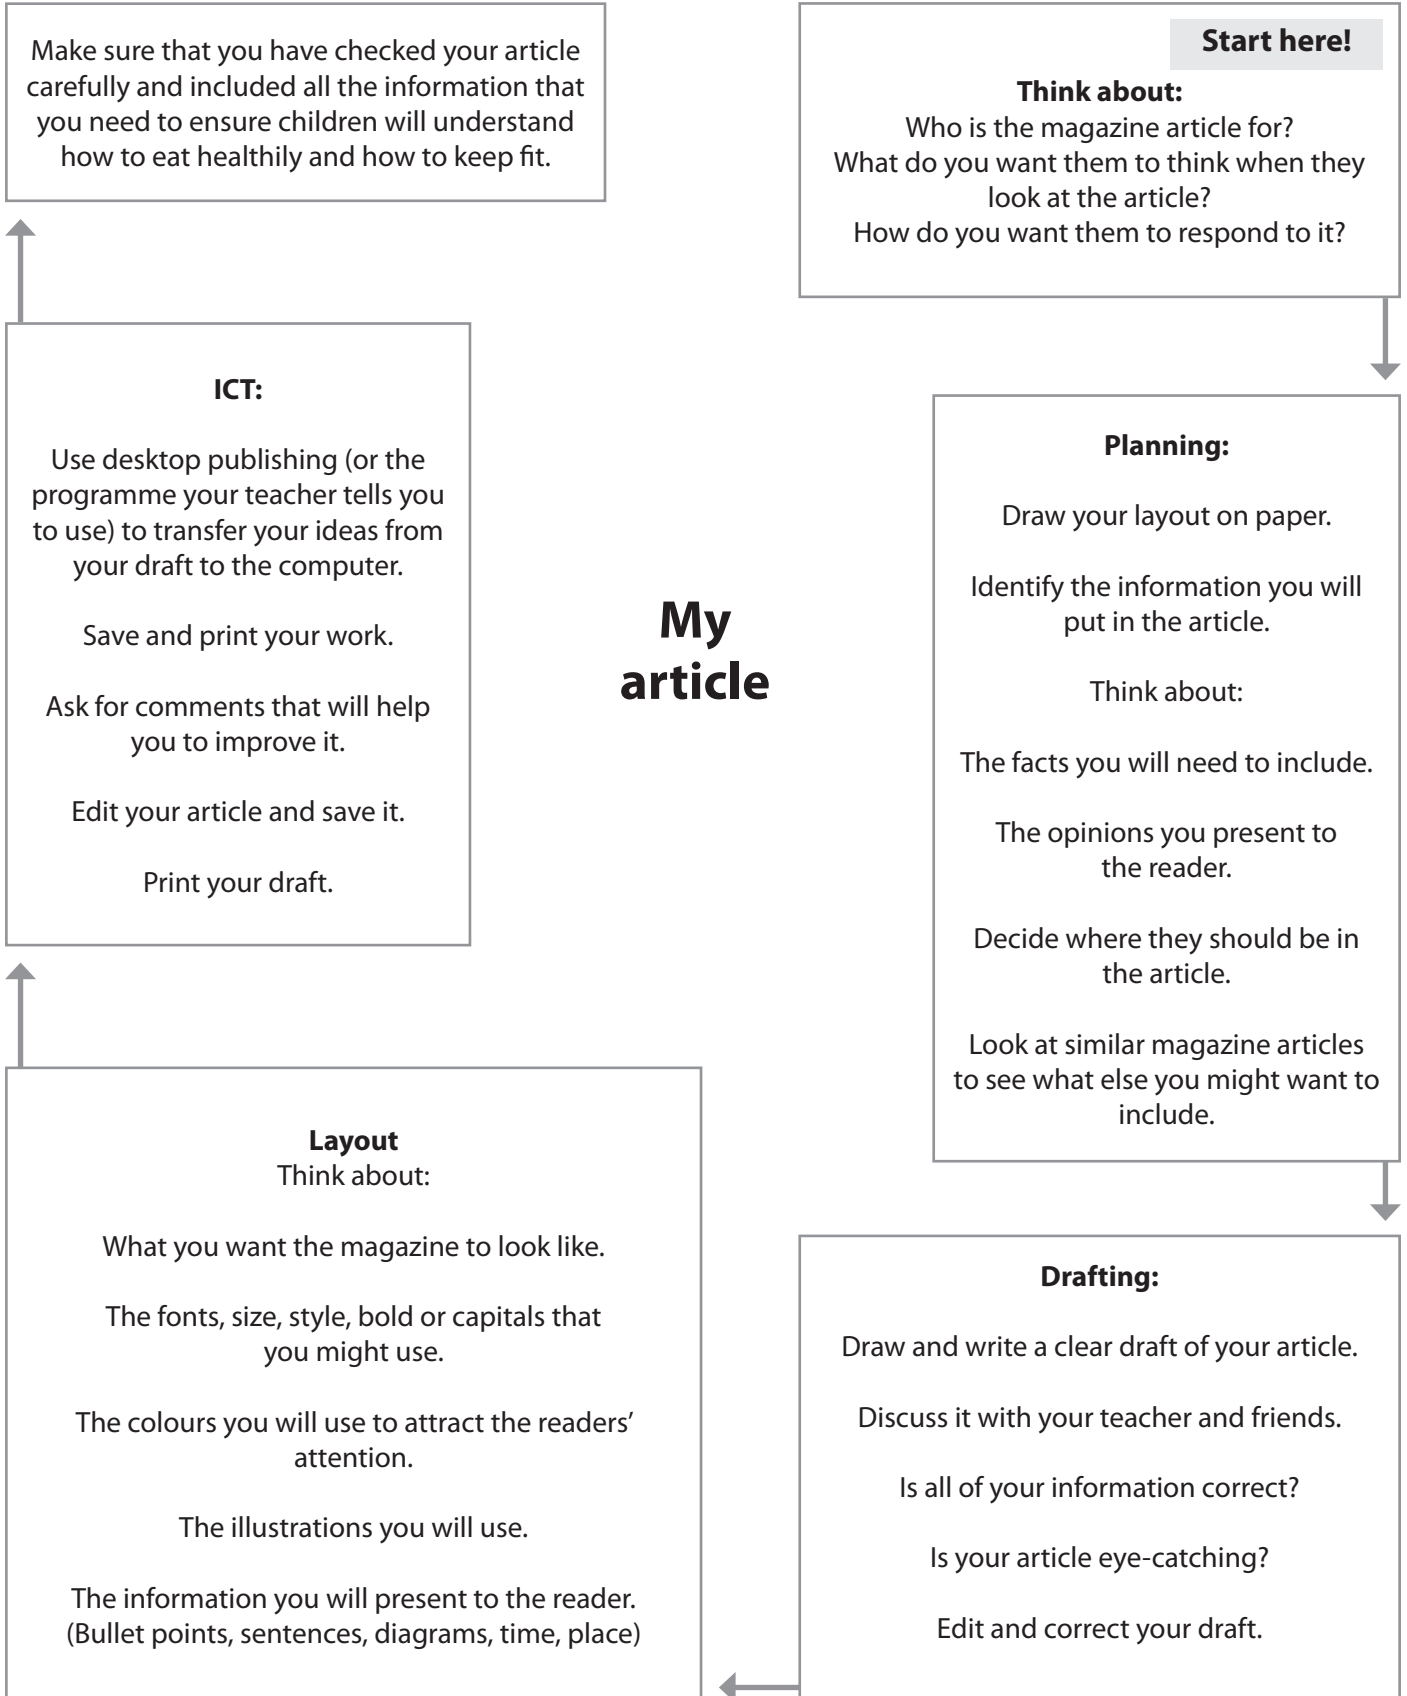 Start here!
Think about:
Who is the magazine article for?
What do you want them to think when they
look at the article?
How do you want them to respond to it?
Planning:
Draw your layout on paper.
Identify the information you will
put in the article.
Think about:
The facts you will need to include.
The opinions you present to
the reader.
Decide where they should be in
the article.
Look at similar magazine articles
to see what else you might want to
include.
Drafting:
Draw and write a clear draft of your article.
Discuss it with your teacher and friends.
Is all of your information correct?
Is your article eye-catching?
Edit and correct your draft.
Layout
Think about:
What you want the magazine to look like.
The fonts, size, style, bold or capitals that
you might use.
The colours you will use to attract the readers’
attention.
The illustrations you will use.
The information you will present to the reader.
(Bullet points, sentences, diagrams, time, place)
ICT:
Use desktop publishing (or the
programme your teacher tells you
to use) to transfer your ideas from
your draft to the computer.
Save and print your work.
Ask for comments that will help
you to improve it.
Edit your article and save it.
Print your draft.
Make sure that you have checked your article
carefully and included all the information that
you need to ensure children will understand
how to eat healthily and how to keep fit.
My
article